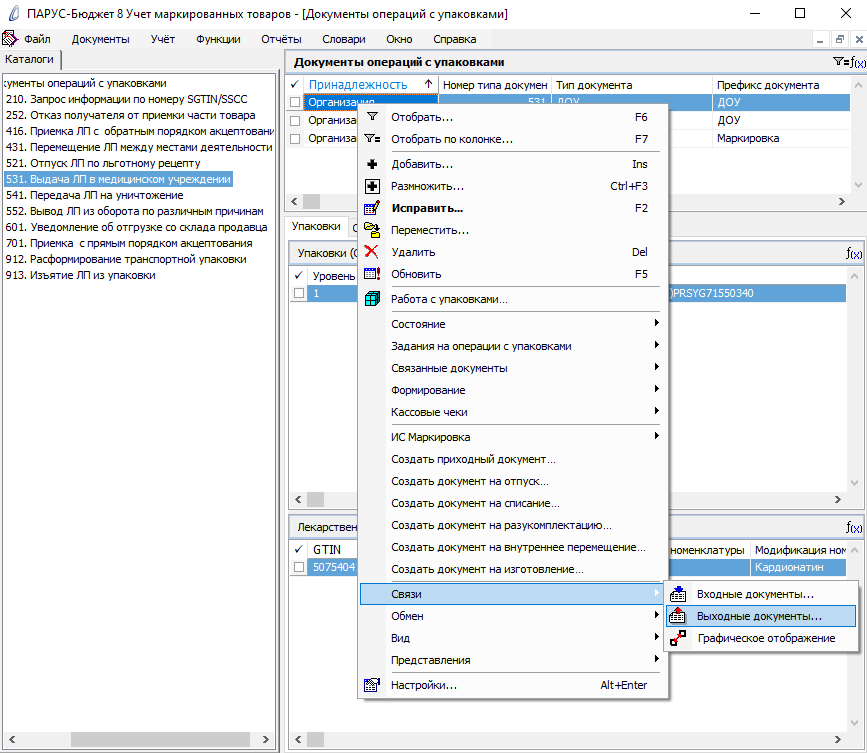 ПАРУС-Бюджет 8 Учет маркированных товаров - [Документы операций с упаковками]
Файл Документы Учёт Функции Отчёты Словари Окно Справка
Каталоги
кументы операций с упаковками
210. Запрос информации по номеру SGTIN/SSCC
252. Отказ получателя от приемки части товара
416. Приемка ЛП с обратным порядком акцептовани
431. Перемещение ЛП между местами деятельности
521. Отпуск ЛП по льготному рецепту
531. Выдача ЛП в медицинском учреждении
541. Передача ЛП на уничтожение
552. Вывод ЛП из оборота по различным причинам
601. Уведомление об отгрузке со склада продавца
701. Приемка с прямым порядком акцептования
912. Расформирование транспортной упаковки
913. Изъятие ЛП из упаковки
Документы операций с упаковками
f(x)
Принадлежность Номер типа докумен Тип документа Префикс документа
Организация 531 ДОУ ДОУ
Организа ДОУ
Организа Маркировка
Упаковки
Упаковки (
f(x)
Уровень
1 )PRSYG71550340
Лекарствен
f(x)
GTIN номенклатуры Модификация ном
5075404 Кардионатин
Отобрать... F6
Отобрать по колонке... F7
Добавить... Ins
Размножить... Ctrl+F3
Исправить... F2
Переместить...
Удалить Del
Обновить F5
Работа с упаковками...
Состояние
Задания на операции с упаковками
Связанные документы
Формирование
Кассовые чеки
ИС Маркировка
Создать приходный документ...
Создать документ на отпуск...
Создать документ на списание...
Создать документ на разукомплектацию...
Создать документ на внутреннее перемещение...
Создать документ на изготовление...
Связи
Обмен
Вид
Представления
Настройки... Alt+Enter
Входные документы...
Выходные документы...
Графическое отображение